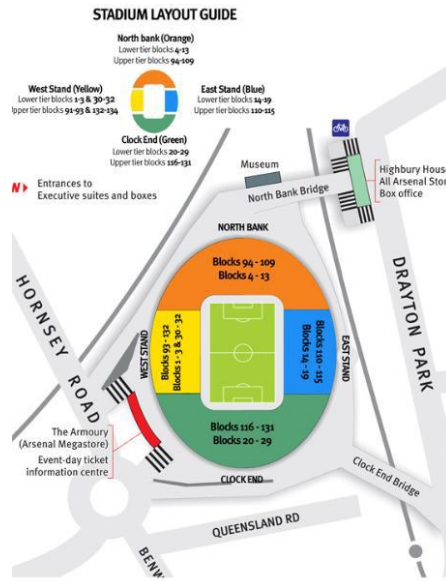 STADIUM LAYOUT GUIDE
North bank (Orange)
Lower tier blocks 4-13
Upper tier blocks 94-109
West Stand (Yellow)
Lower tier blocks 1-3 & 30-32
Upper tier blocks 91-93 & 132-134
East Stand (Blue)
Lower tier blocks 14-19
Upper tier blocks 110-115
Clock End (Green)
Lower tier blocks 20-29
Upper tier blocks 116-131
Entrances to
Executive suites and boxes
Museum
North Bank Bridge
Highbury House
All Arsenal Stor
Box office
NORTH BANK
Blocks 94 - 109
Blocks 4 - 13
HORNSEY ROAD
DRAYTON PARK
WEST STAND
Blocks 93 - 132
Blocks 1 - 3 & 30 - 32
Blocks 110 - 115
Blocks 14 - 19
EAST STAND
Blocks 116 - 131
Blocks 20 - 29
The Armoury
(Arsenal Megastore)
Event-day ticket
information centre
CLOCK END
Clock End Bridge
QUEENSLAND RD
BENW